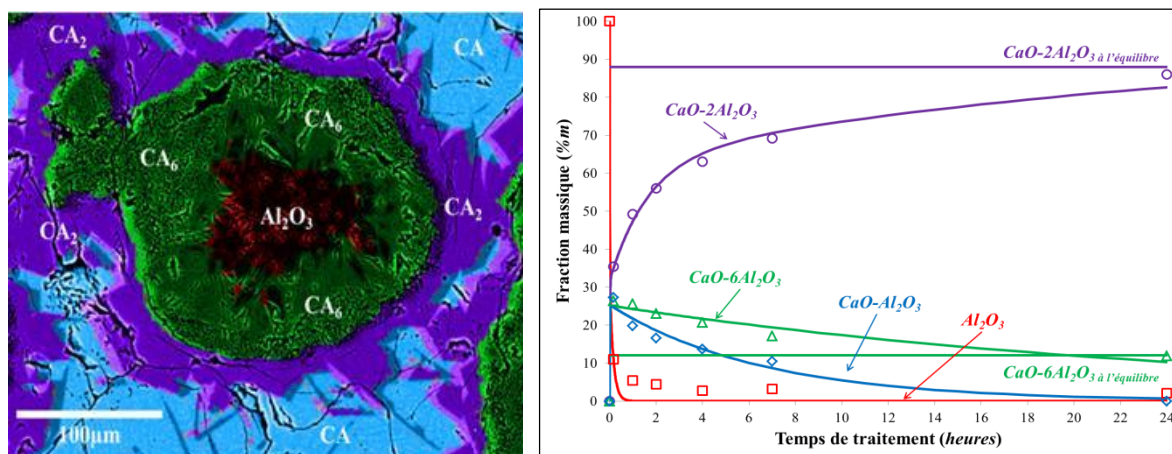 CA₂
CA
CA₆
CA₆
Al₂O₃
CA₂
CA₂
CA₆
100µm
CA
Fraction massique (%m)
100
90
80
70
60
50
40
30
20
10
0
CaO-2Al₂O₃ à l'équilibre
CaO-2Al₂O₃
CaO-6Al₂O₃
CaO-Al₂O₃
Al₂O₃
CaO-6Al₂O₃ à l'équilibre
0 2 4 6 8 10 12 14 16 18 20 22 24
Temps de traitement (heures)